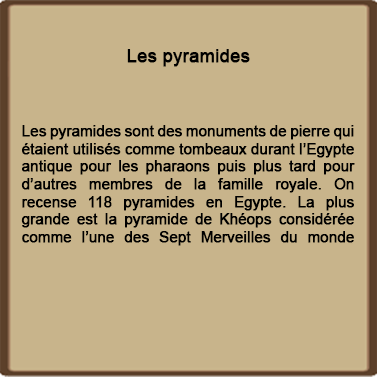 Les pyramides
Les pyramides sont des monuments de pierre qui
étaient utilisés comme tombeaux durant l'Egypte
antique pour les pharaons puis plus tard pour
d'autres membres de la famille royale. On
recense 118 pyramides en Egypte. La plus
grande est la pyramide de Khéops considérée
comme l'une des Sept Merveilles du monde